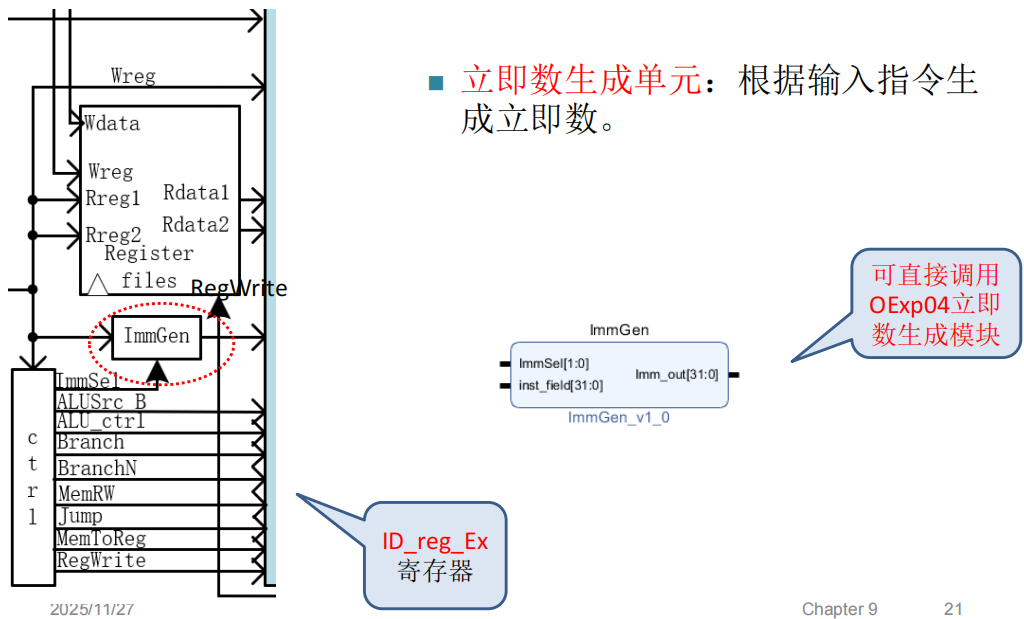 Wreg
Wdata
Wreg
Rreg1
Rdata1
Rreg2
Rdata2
Register
files
RegWrite
ImmGen
ctrl
ImmSel
ALUSrc_B
ALU_ctrl
Branch
BranchN
MemRW
Jump
MemToReg
RegWrite
立即数生成单元：根据输入指令生
成立即数。
可直接调用
OExp04立即
数生成模块
ImmGen
ImmSel[1:0]
inst_field[31:0]
Imm_out[31:0]
ImmGen_v1_0
ID_reg_Ex
寄存器
2025/11/27
Chapter 9
21